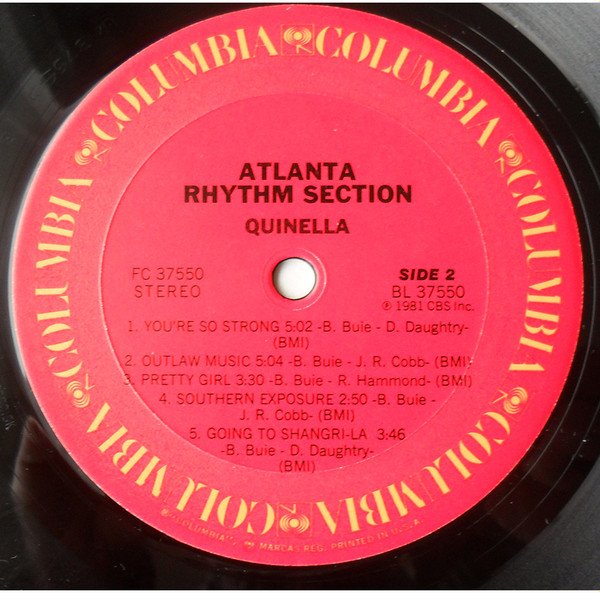 COLUMBIA COLUMBIA COLUMBIA COLUMBIA COLUMBIA COLUMBIA
ATLANTA
RHYTHM SECTION
QUINELLA
FC 37550
STEREO
SIDE 2
BL 37550
℗ 1981 CBS Inc.
1. YOU'RE SO STRONG 5:02 -B. Buie - D. Daughtry-
(BMI)
2. OUTLAW MUSIC 5:04 -B. Buie - J. R. Cobb- (BMI)
3. PRETTY GIRL 3:30 -B. Buie - R. Hammond- (BMI)
4. SOUTHERN EXPOSURE 2:50 -B. Buie -
J. R. Cobb- (BMI)
5. GOING TO SHANGRI-LA 3:46
-B. Buie - D. Daughtry-
(BMI)
COLUMBIA MARCAS REG. PRINTED IN U.S.A.